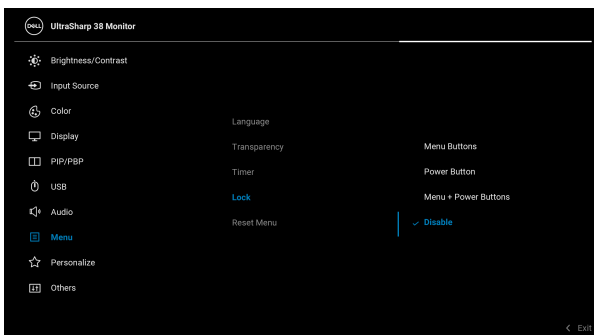 DELL UltraSharp 38 Monitor
Brightness/Contrast
Input Source
Color
Display
PIP/PBP
USB
Audio
Menu
Personalize
Others
Language
Transparency
Timer
Lock
Reset Menu
Menu Buttons
Power Button
Menu + Power Buttons
Disable
Exit